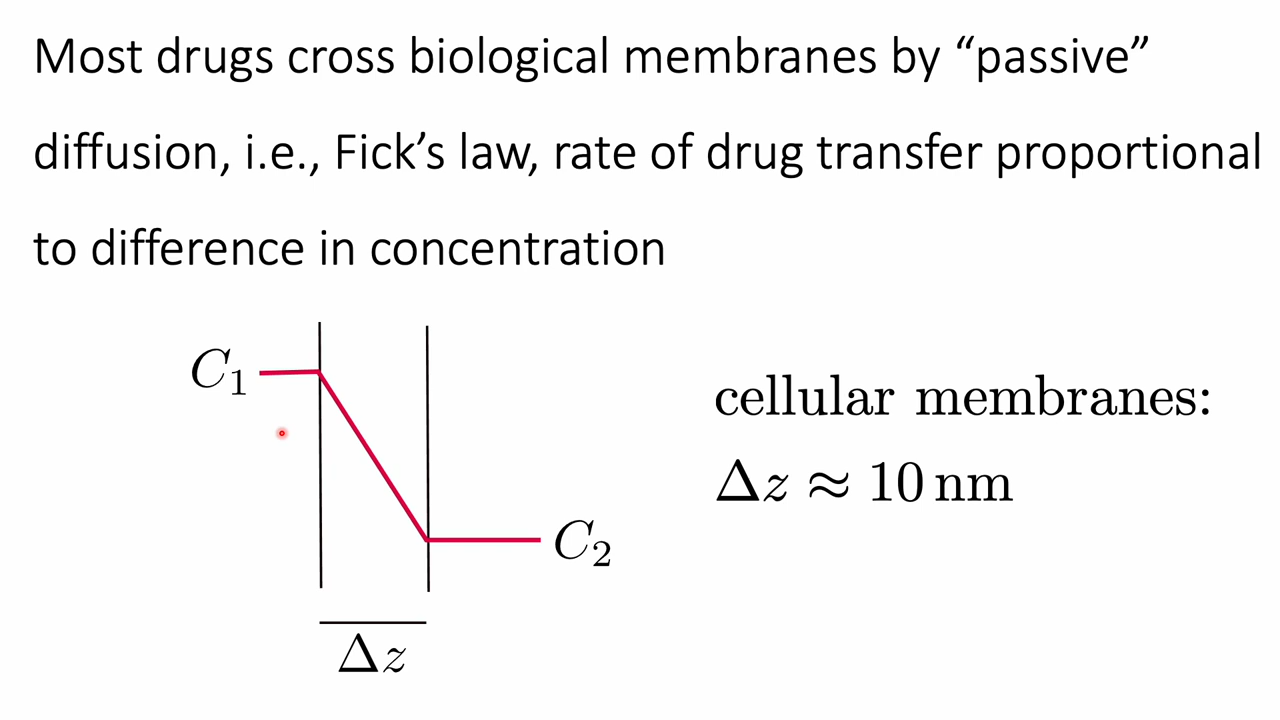 Most drugs cross biological membranes by “passive”
diffusion, i.e., Fick’s law, rate of drug transfer proportional
to difference in concentration
C₁
cellular membranes:
Δz ≈ 10 nm
C₂
Δz